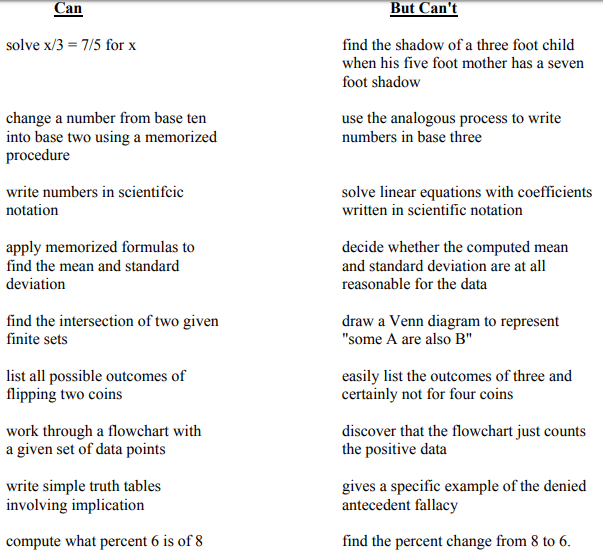 Can But Can't
solve x/3 = 7/5 for x
find the shadow of a three foot child
when his five foot mother has a seven
foot shadow
change a number from base ten
into base two using a memorized
procedure
use the analogous process to write
numbers in base three
write numbers in scientifcic
notation
solve linear equations with coefficients
written in scientific notation
apply memorized formulas to
find the mean and standard
deviation
decide whether the computed mean
and standard deviation are at all
reasonable for the data
find the intersection of two given
finite sets
draw a Venn diagram to represent
"some A are also B"
list all possible outcomes of
flipping two coins
easily list the outcomes of three and
certainly not for four coins
work through a flowchart with
a given set of data points
discover that the flowchart just counts
the positive data
write simple truth tables
involving implication
gives a specific example of the denied
antecedent fallacy
compute what percent 6 is of 8
find the percent change from 8 to 6.